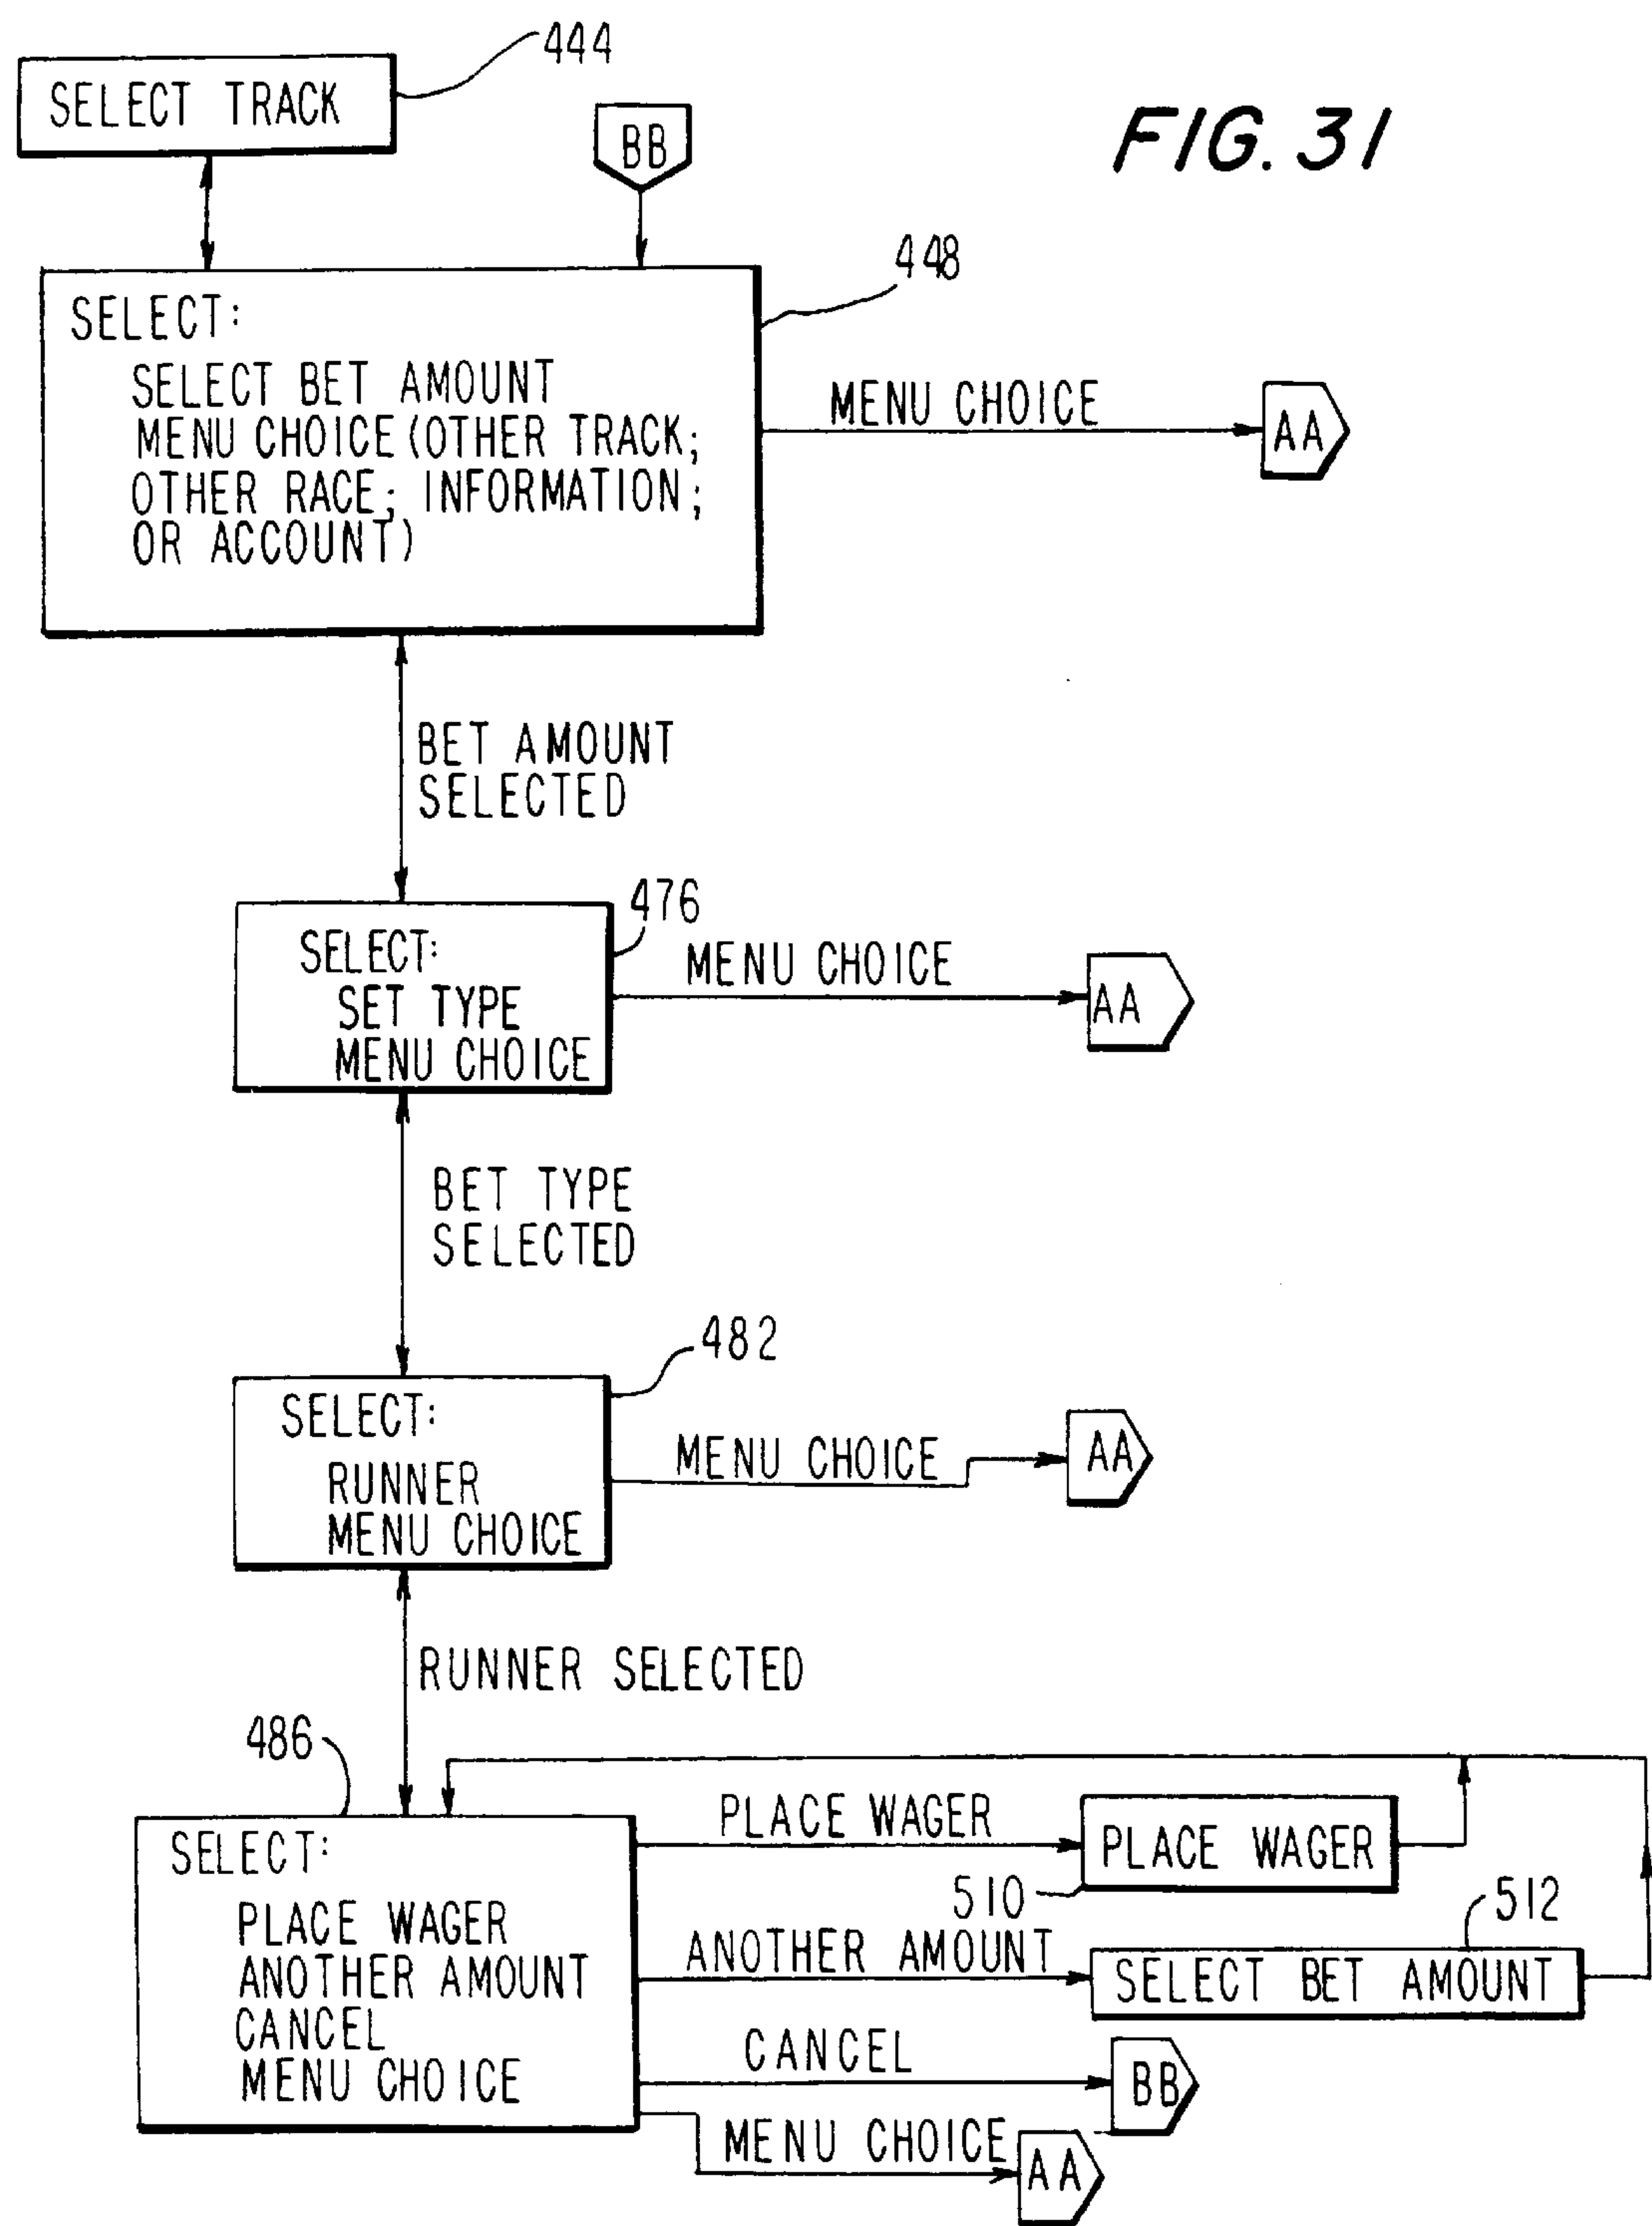 444
SELECT TRACK
BB
FIG. 31
448
SELECT:
SELECT BET AMOUNT
MENU CHOICE (OTHER TRACK;
OTHER RACE; INFORMATION;
OR ACCOUNT)
MENU CHOICE
AA
BET AMOUNT
SELECTED
476
SELECT:
SET TYPE
MENU CHOICE
MENU CHOICE
AA
BET TYPE
SELECTED
482
SELECT:
RUNNER
MENU CHOICE
MENU CHOICE
AA
RUNNER SELECTED
486
SELECT:
PLACE WAGER
ANOTHER AMOUNT
CANCEL
MENU CHOICE
PLACE WAGER
PLACE WAGER
510
512
ANOTHER AMOUNT
SELECT BET AMOUNT
CANCEL
BB
MENU CHOICE
AA